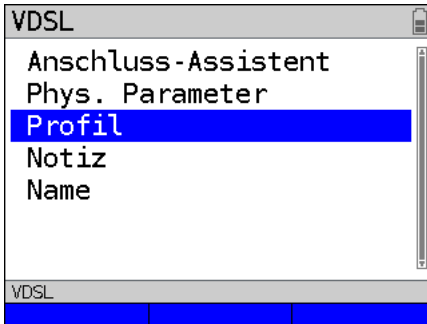 VDSL
Anschluss-Assistent
Phys. Parameter
Profil
Notiz
Name
VDSL